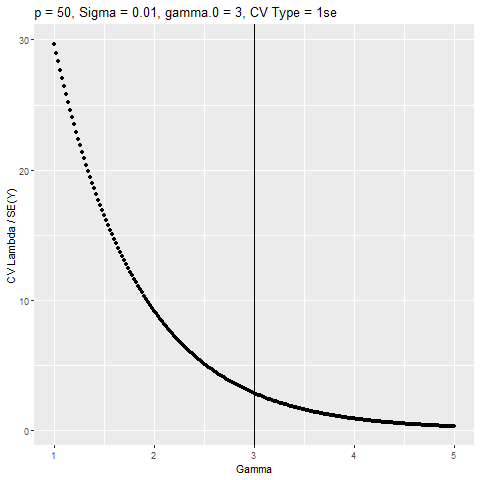 p = 50, Sigma = 0.01, gamma.0 = 3, CV Type = 1se
30
20
10
0
CV Lambda / SE(Y)
1 2 3 4 5
Gamma